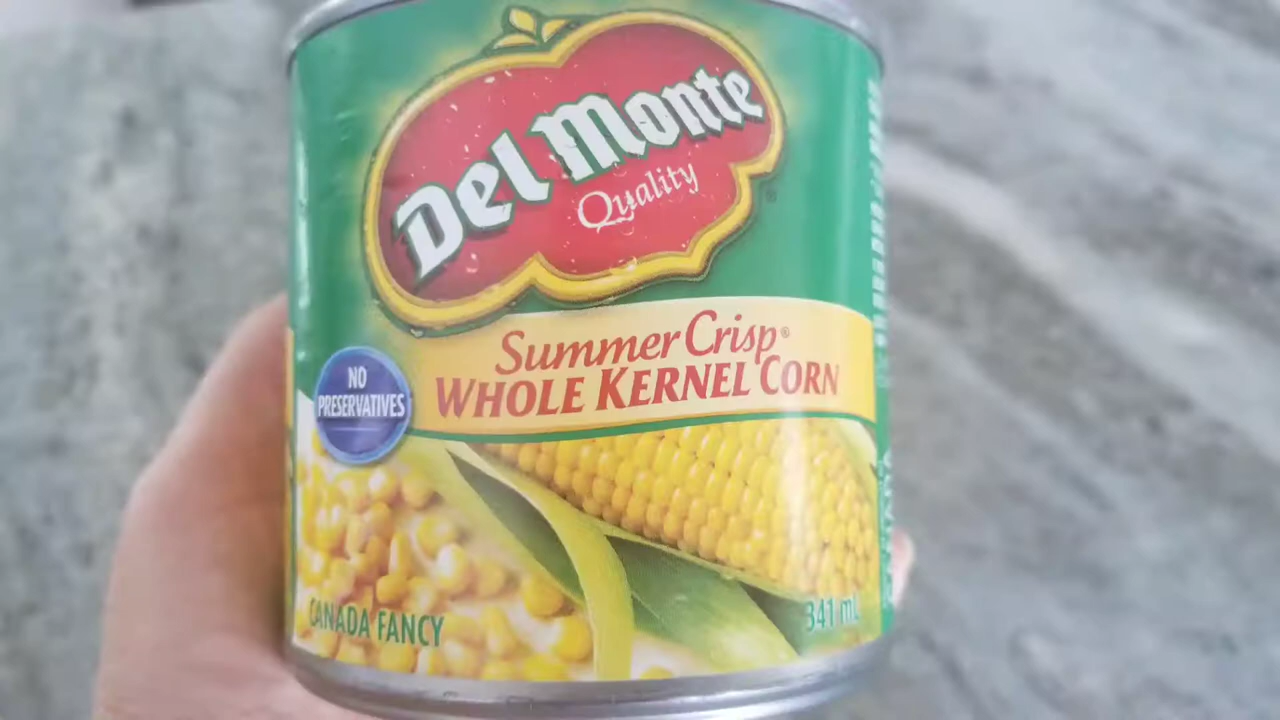 Del Monte
Quality
®
Summer Crisp®
WHOLE KERNEL CORN
NO
PRESERVATIVES
CANADA FANCY
341 mL